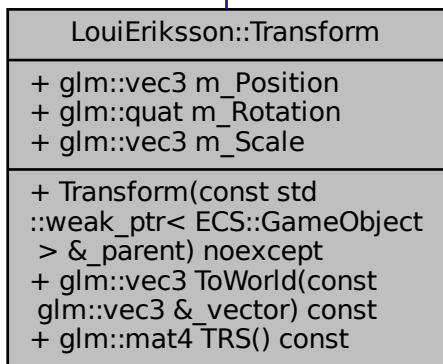 LouiEriksson::Transform
+ glm::vec3 m_Position
+ glm::quat m_Rotation
+ glm::vec3 m_Scale
+ Transform(const std
::weak_ptr< ECS::GameObject
> &_parent) noexcept
+ glm::vec3 ToWorld(const
glm::vec3 &_vector) const
+ glm::mat4 TRS() const